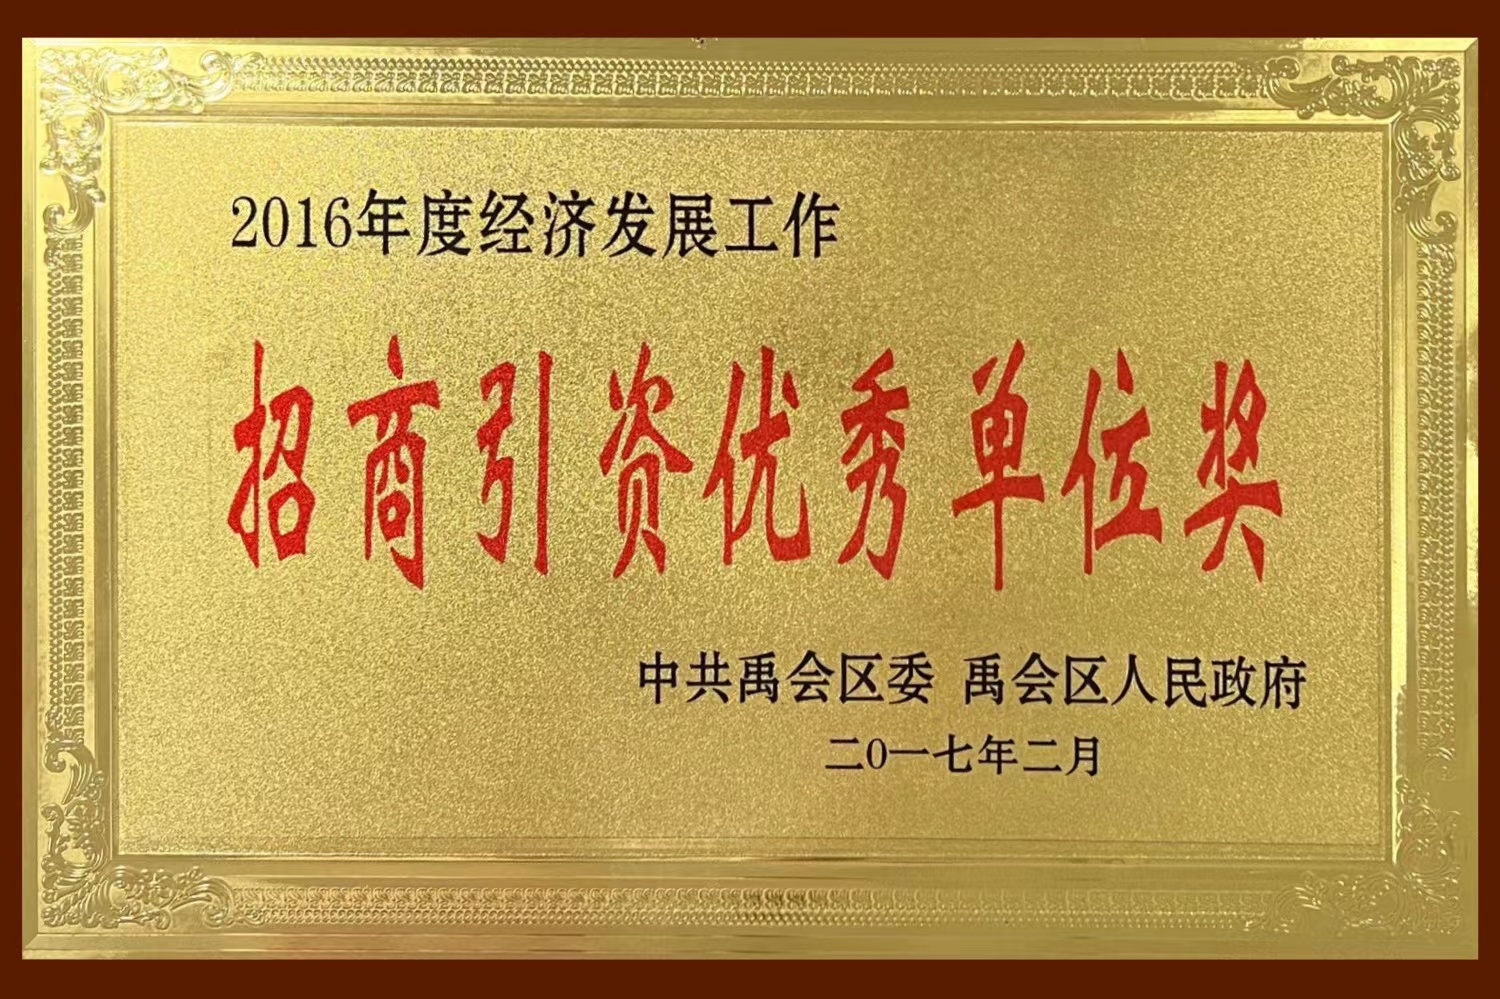 2016年度经济发展工作
招商引资优秀单位奖
中共禹会区委 禹会区人民政府
二0一七年二月